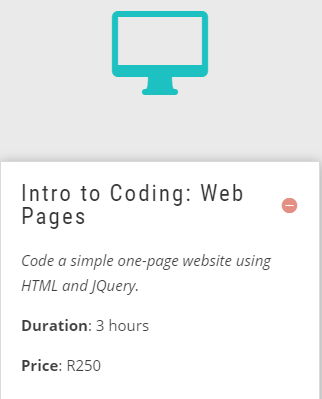 Intro to Coding: Web
Pages
Code a simple one-page website using
HTML and JQuery.
Duration: 3 hours
Price: R250